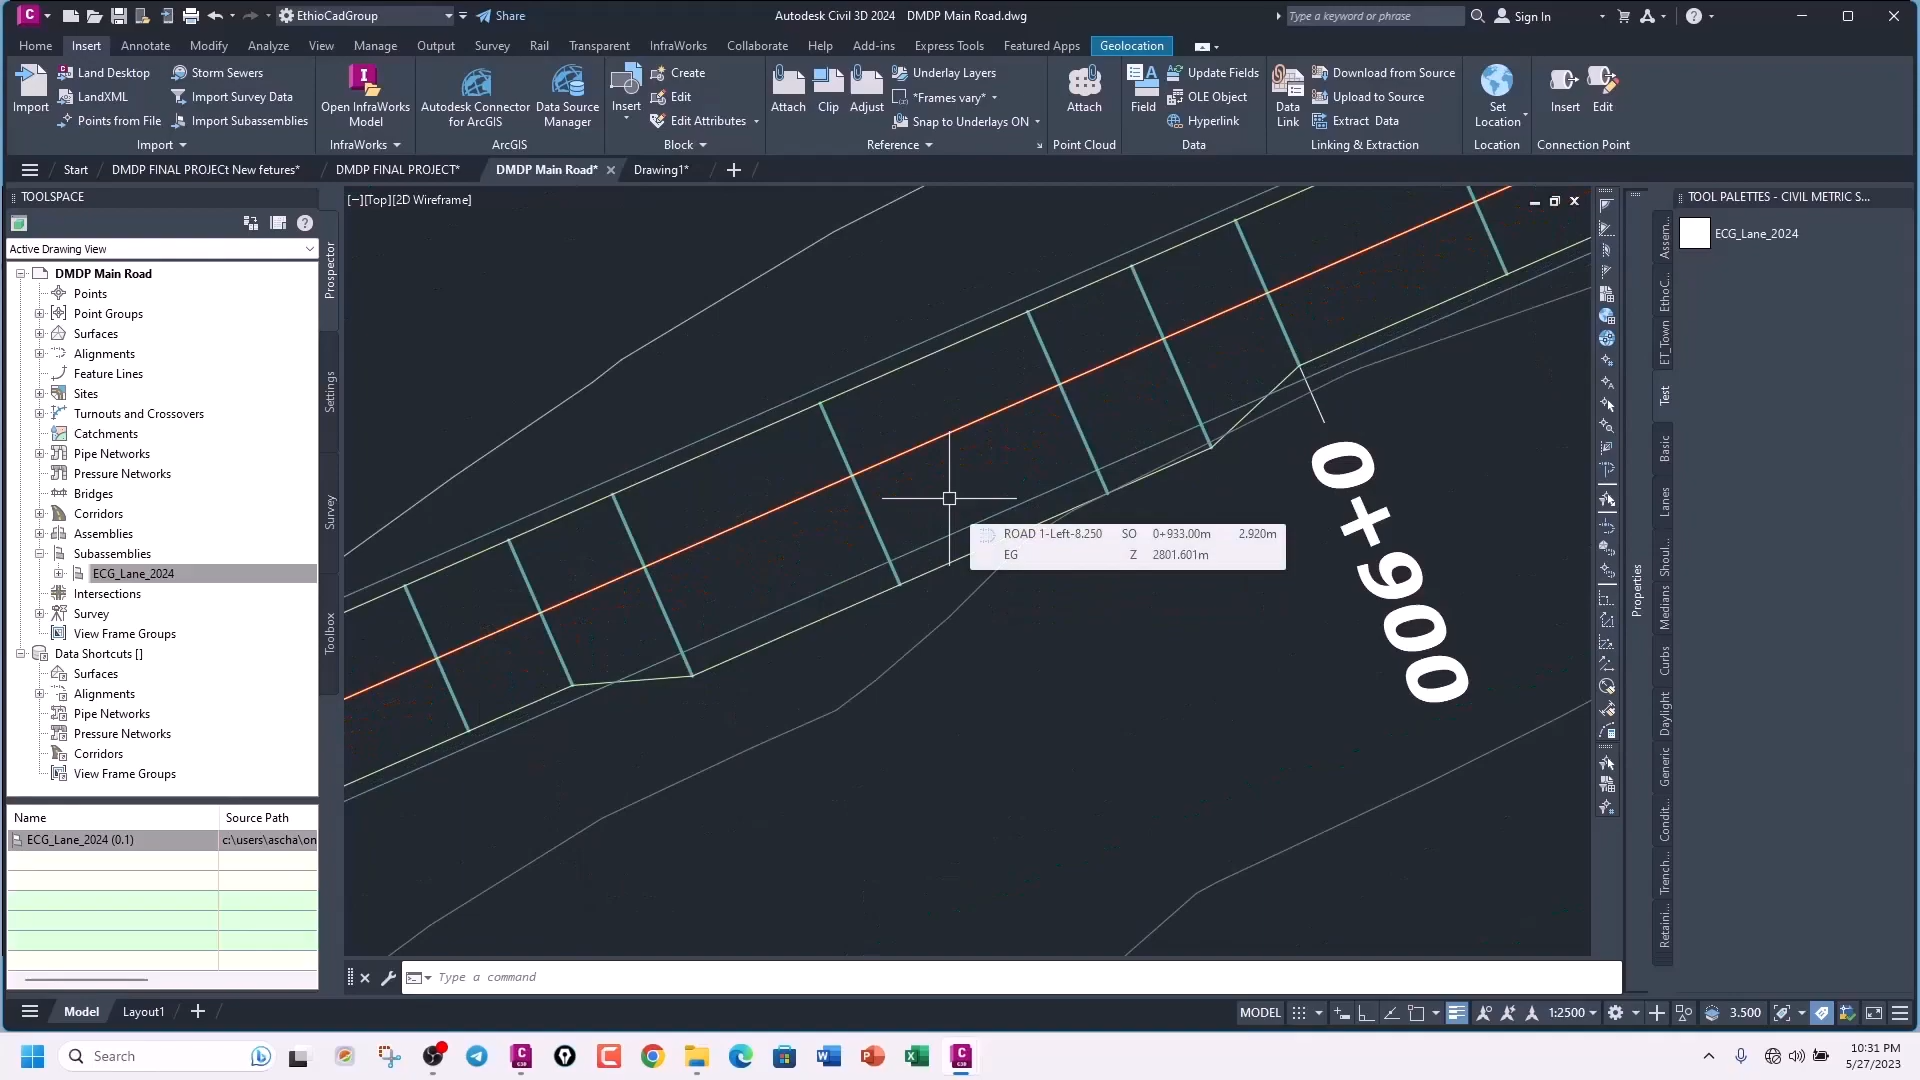 EthioCadGroup
Share
Autodesk Civil 3D 2024 DMDP Main Road.dwg
Type a keyword or phrase
Sign In
Home Insert Annotate Modify Analyze View Manage Output Survey Rail Transparent InfraWorks Collaborate Help Add-ins Express Tools Featured Apps Geolocation
Import
Land Desktop
LandXML
Points from File
Storm Sewers
Import Survey Data
Import Subassemblies
Import
Open InfraWorks Model
InfraWorks
Autodesk Connector for ArcGIS
Data Source Manager
ArcGIS
Insert
Create
Edit
Edit Attributes
Block
Attach
Clip
Adjust
Underlay Layers
*Frames vary*
Snap to Underlays ON
Reference
Attach
Point Cloud
Field
Update Fields
OLE Object
Hyperlink
Data
Data Link
Download from Source
Upload to Source
Extract Data
Linking & Extraction
Set Location
Location
Insert
Edit
Connection Point
Start
DMDP FINAL PROJECt New fetures*
DMDP FINAL PROJECT*
DMDP Main Road*
Drawing1*
TOOLSPACE
Active Drawing View
DMDP Main Road
Points
Point Groups
Surfaces
Alignments
Feature Lines
Sites
Turnouts and Crossovers
Catchments
Pipe Networks
Pressure Networks
Bridges
Corridors
Assemblies
Subassemblies
ECG_Lane_2024
Intersections
Survey
View Frame Groups
Data Shortcuts []
Surfaces
Alignments
Pipe Networks
Pressure Networks
Corridors
View Frame Groups
Prospector
Settings
Survey
Toolbox
Name Source Path
ECG_Lane_2024 (0.1) c:\users\ascha\on
[−][Top][2D Wireframe]
ROAD 1-Left-8.250 SO 0+933.00m 2.920m
EG Z 2801.601m
0+900
Properties
TOOL PALETTES - CIVIL METRIC S...
ECG_Lane_2024
Assem...
EthoC...
ET_Town
Test
Basic
Lanes
Shoul...
Medians
Curbs
Daylight
Generic
Condit...
Trench...
Retaini...
Type a command
Model
Layout1
MODEL
1:2500
3.500
Search
10:31 PM
5/27/2023